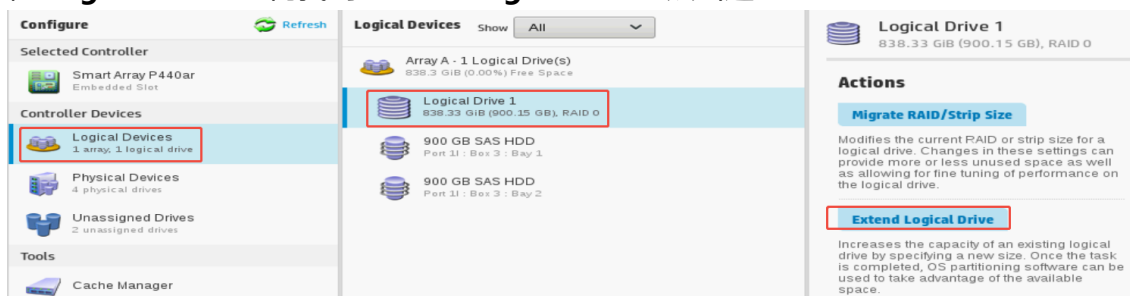 Configure
Refresh
Selected Controller
Smart Array P440ar
Embedded Slot
Controller Devices
Logical Devices
1 array, 1 logical drive
Physical Devices
4 physical drives
Unassigned Drives
2 unassigned drives
Tools
Cache Manager
Logical Devices Show All
Array A - 1 Logical Drive(s)
838.3 GiB (0.00%) Free Space
Logical Drive 1
838.33 GiB (900.15 GB), RAID 0
900 GB SAS HDD
Port 1I : Box 3 : Bay 1
900 GB SAS HDD
Port 1I : Box 3 : Bay 2
Logical Drive 1
838.33 GiB (900.15 GB), RAID 0
Actions
Migrate RAID/Strip Size
Modifies the current RAID or strip size for a
logical drive. Changes in these settings can
provide more or less unused space as well
as allowing for fine tuning of performance on
the logical drive.
Extend Logical Drive
Increases the capacity of an existing logical
drive by specifying a new size. Once the task
is completed, OS partitioning software can be
used to take advantage of the available
space.